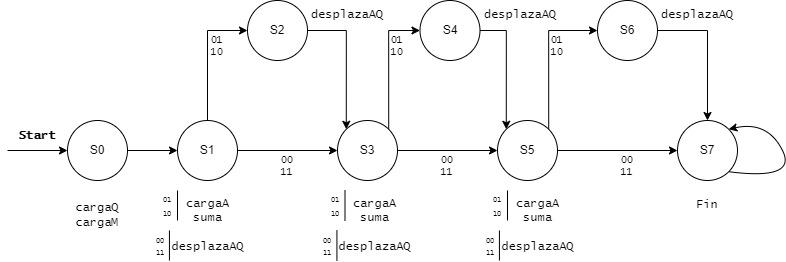 S2
desplazaAQ
S4
desplazaAQ
S6
desplazaAQ
01
10
01
10
01
10
Start
S0
S1
00
11
S3
00
11
S5
00
11
S7
cargaQ
cargaM
01
10
cargaA
suma
00
11
desplazaAQ
01
10
cargaA
suma
00
11
desplazaAQ
01
10
cargaA
suma
00
11
desplazaAQ
Fin